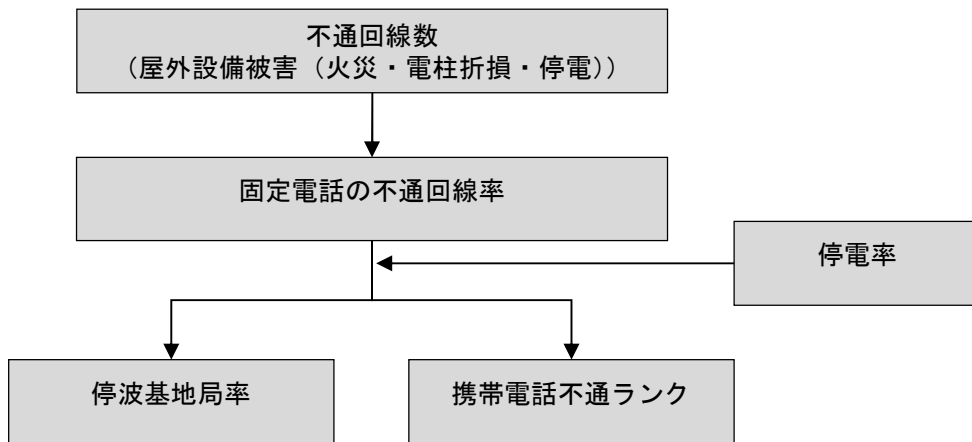 不通回線数
（屋外設備被害（火災・電柱折損・停電））
固定電話の不通回線率
停電率
停波基地局率
携帯電話不通ランク